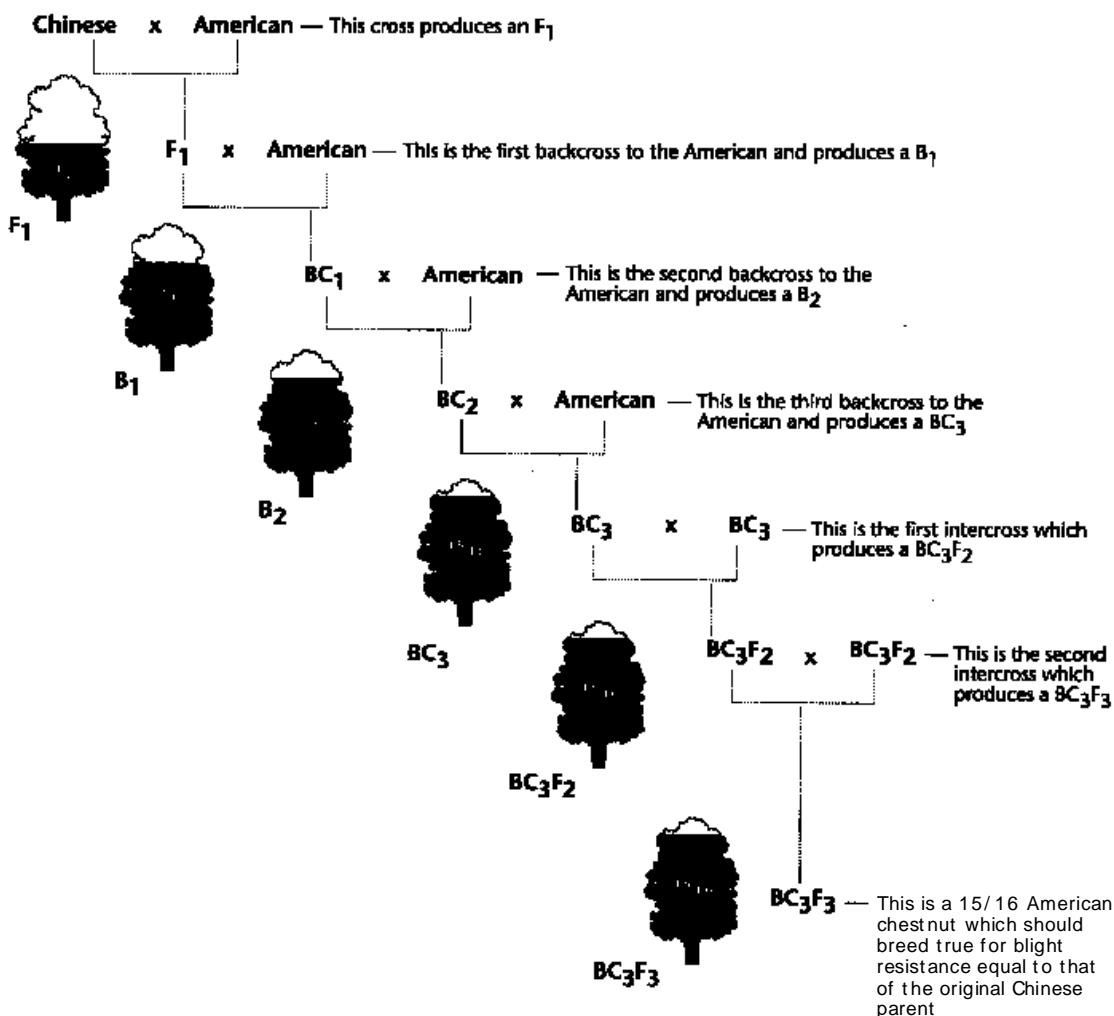 Chinese x American — This cross produces an F1
F1 x American — This is the first backcross to the American and produces a B1
F1
BC1 x American — This is the second backcross to the
American and produces a B2
B1
BC2 x American — This is the third backcross to the
American and produces a BC3
B2
BC3 x BC3 — This is the first intercross which
produces a BC3F2
BC3
BC3F2 x BC3F2 — This is the second
intercross which
produces a BC3F3
BC3F2
BC3F3 — This is a 15/16 American
chestnut which should
breed true for blight
resistance equal to that
of the original Chinese
parent
BC3F3